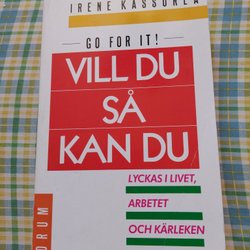 IRENE KASSORLA
GO FOR IT!
VILL DU
SÅ
KAN DU
LYCKAS I LIVET,
ARBETET
OCH KÄRLEKEN